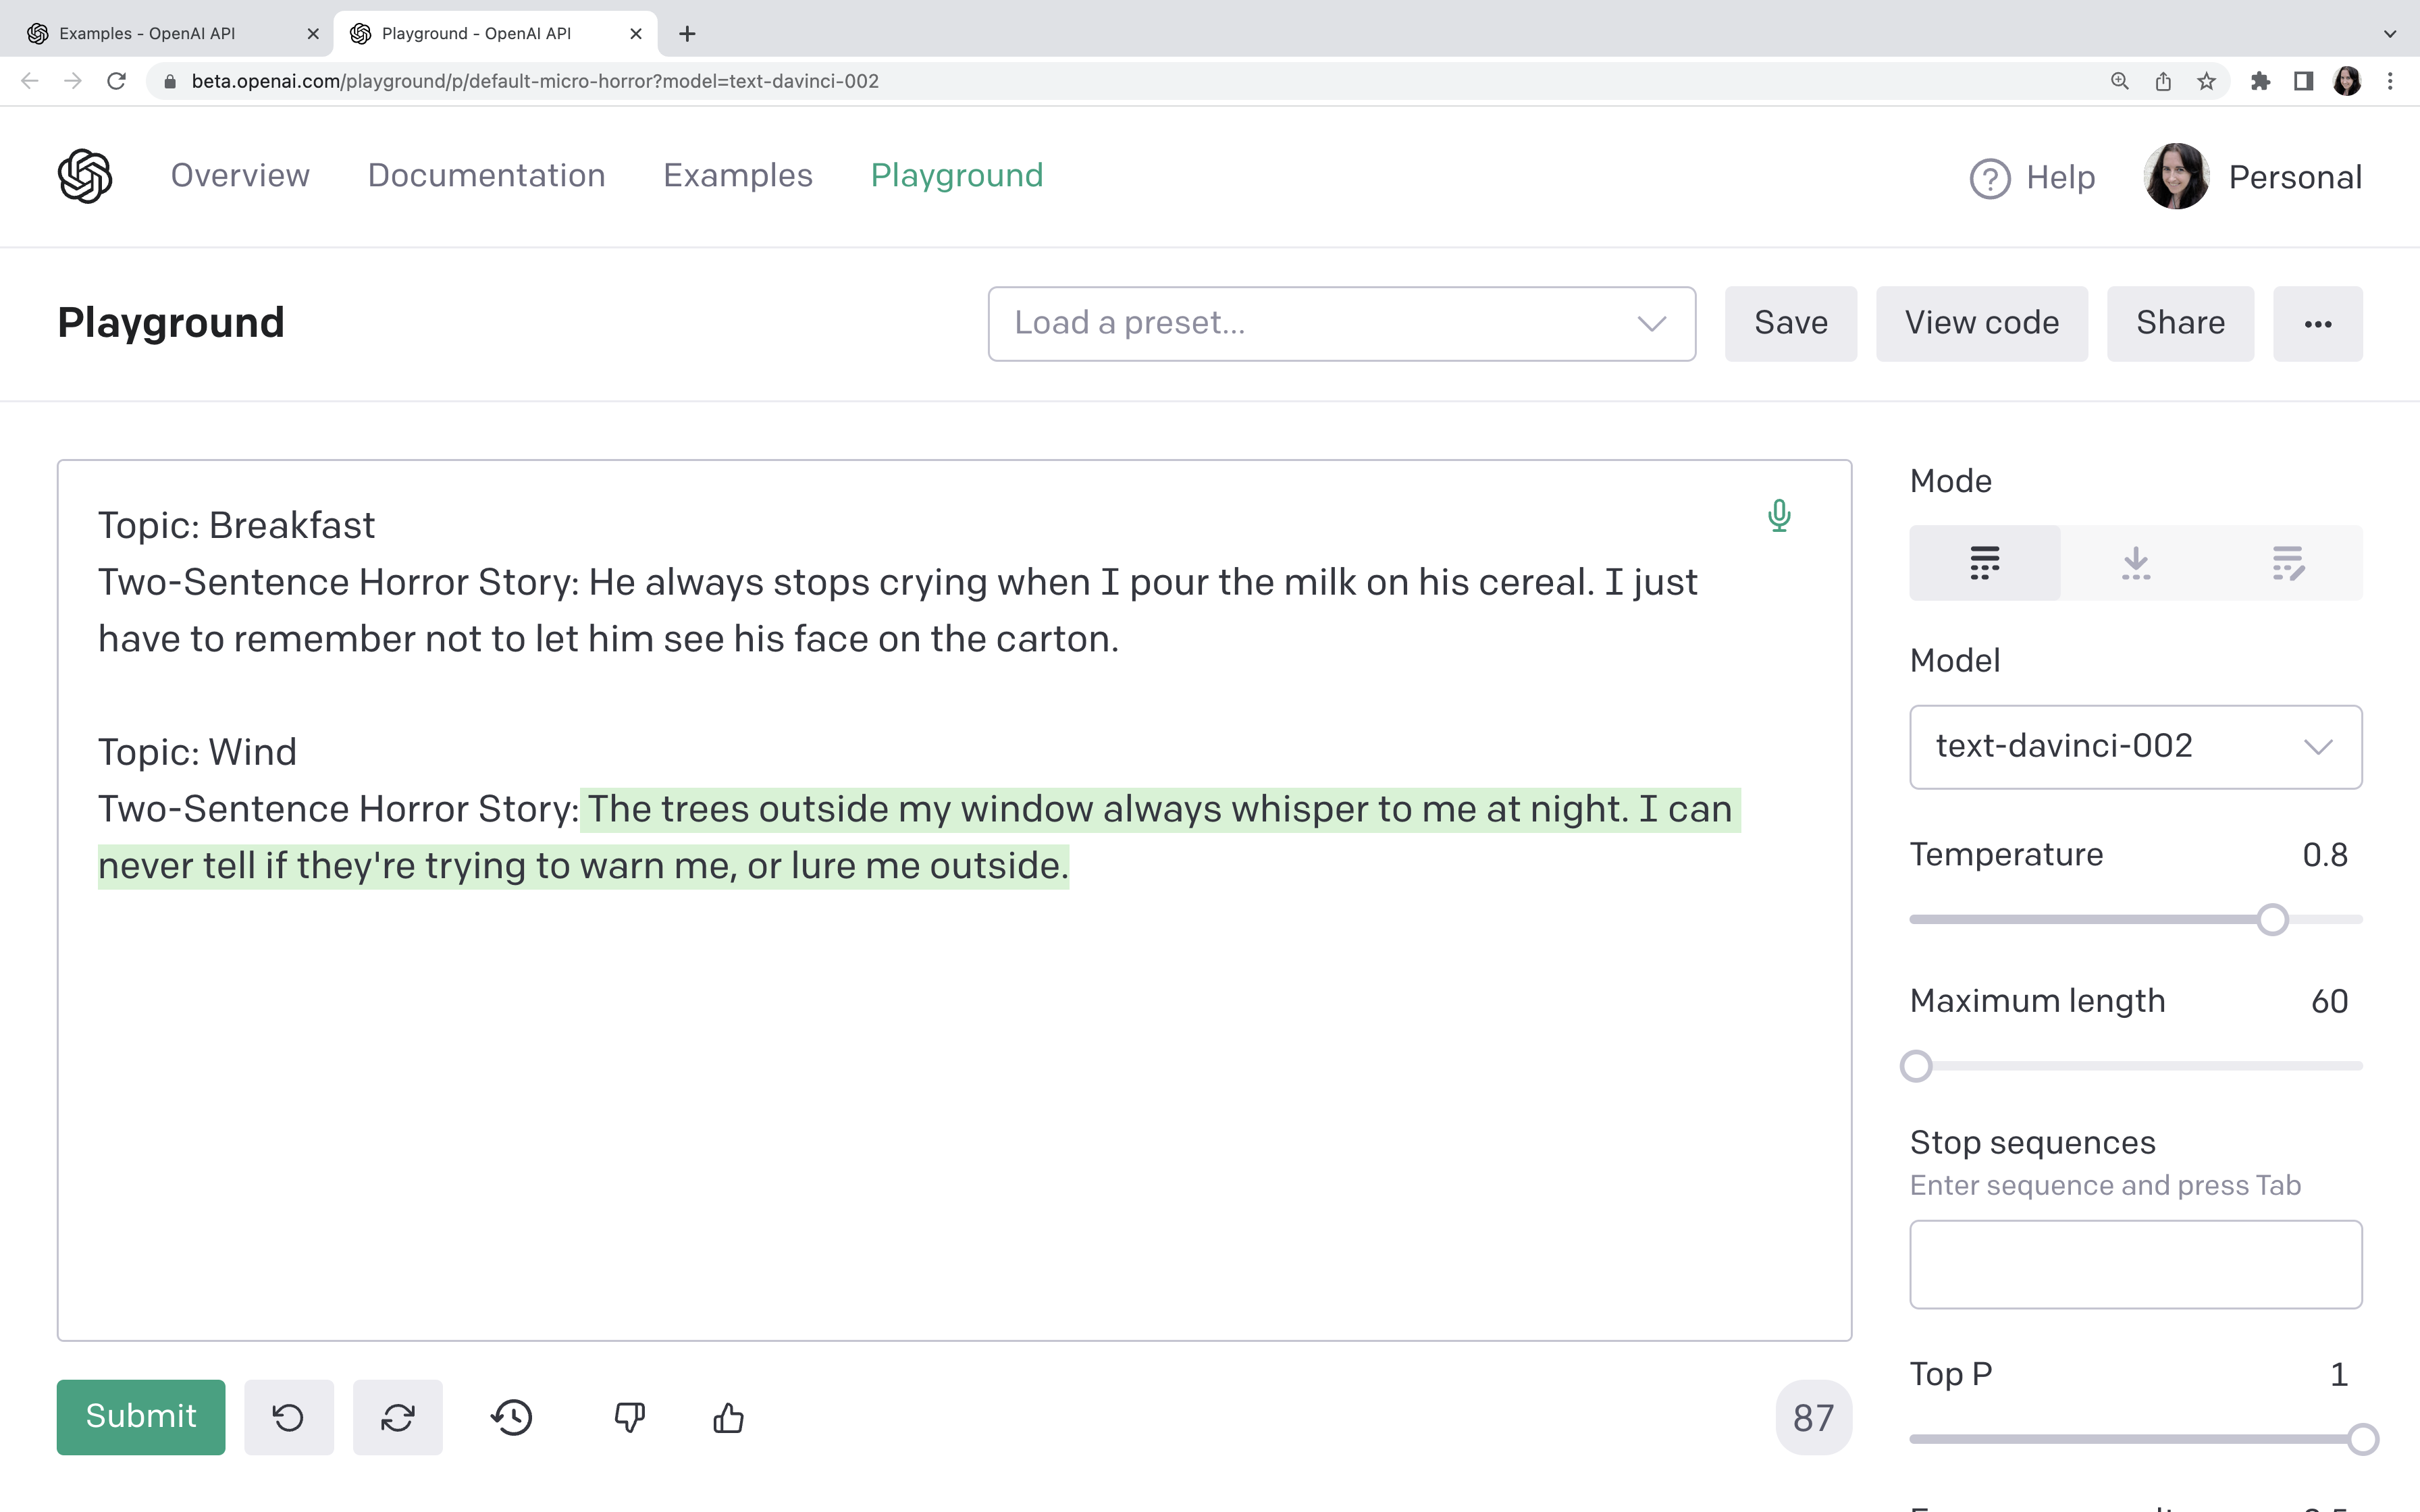 Examples - OpenAI API
Playground - OpenAI API
beta.openai.com/playground/p/default-micro-horror?model=text-davinci-002
Overview Documentation Examples Playground
Help Personal
Playground
Load a preset...
Save View code Share
Topic: Breakfast
Two-Sentence Horror Story: He always stops crying when I pour the milk on his cereal. I just
have to remember not to let him see his face on the carton.
Topic: Wind
Two-Sentence Horror Story: The trees outside my window always whisper to me at night. I can
never tell if they're trying to warn me, or lure me outside.
Mode
Model
text-davinci-002
Temperature 0.8
Maximum length 60
Stop sequences
Enter sequence and press Tab
Top P 1
Submit
87